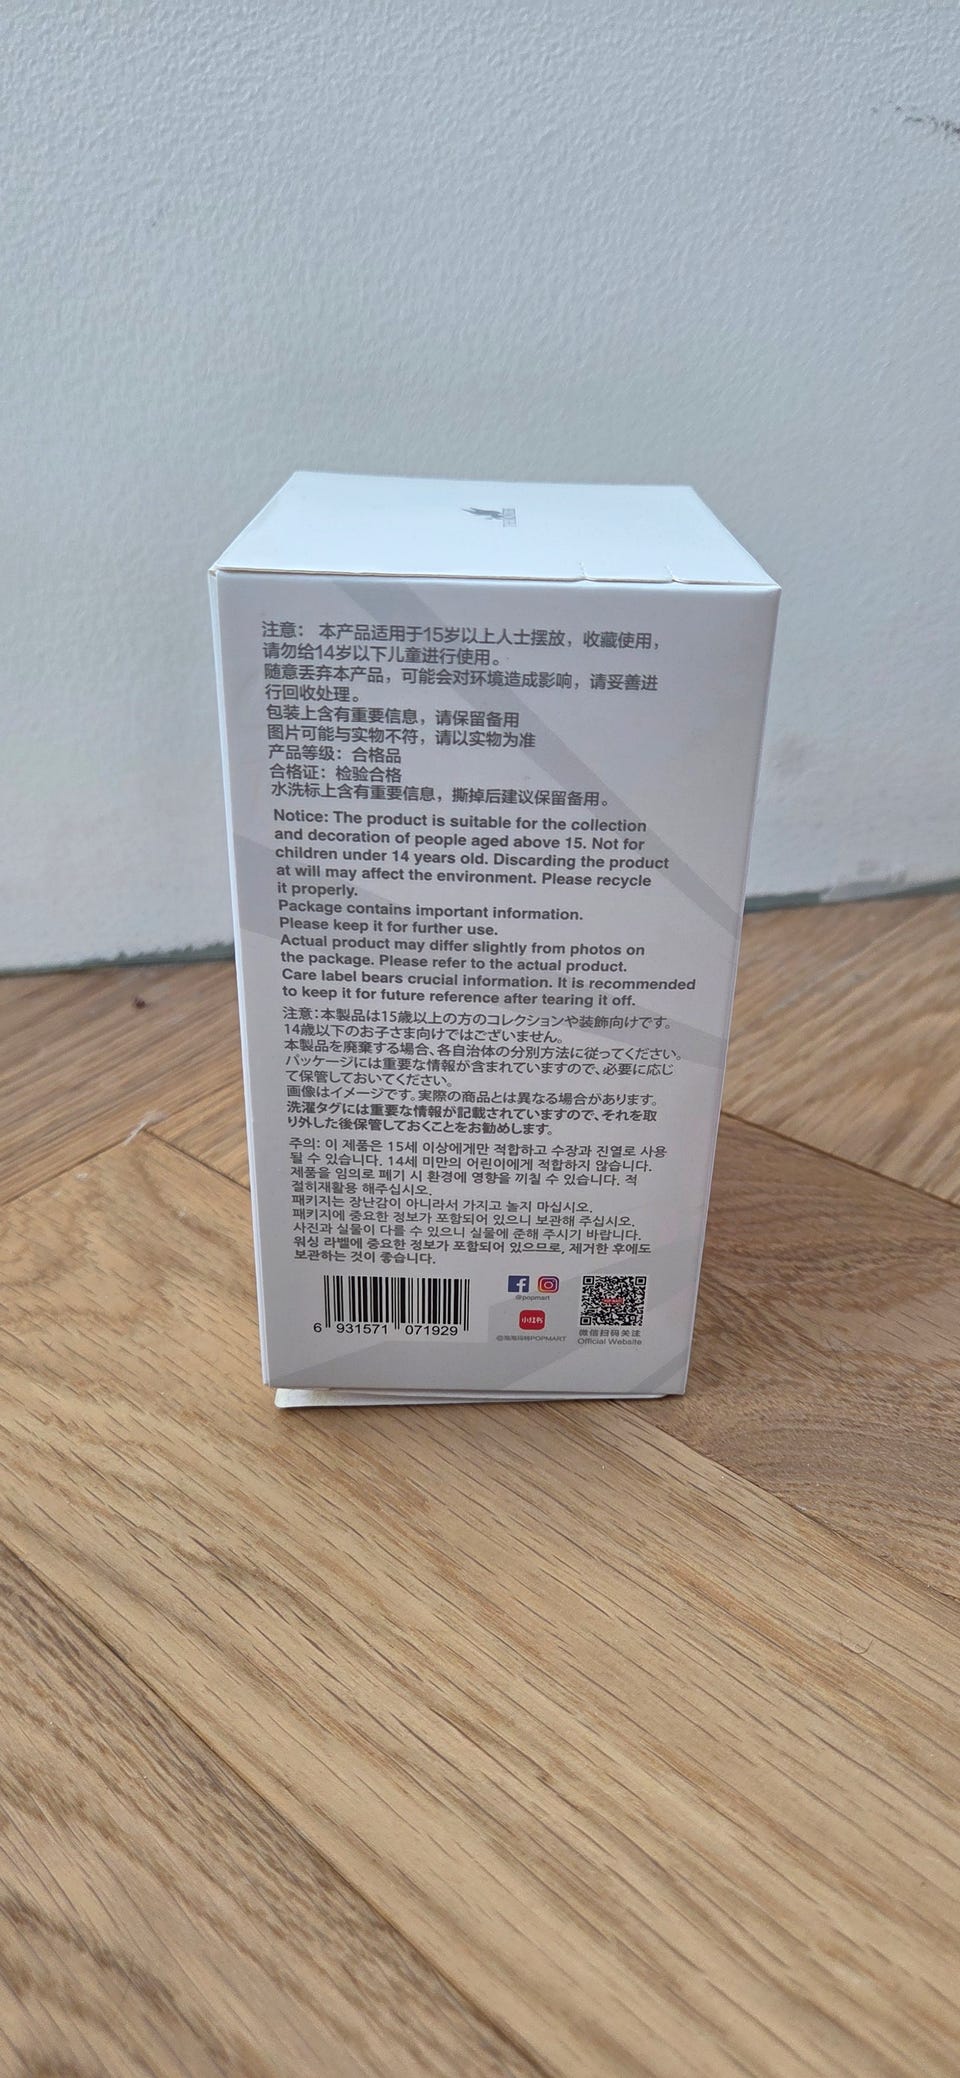 注意： 本产品适用于15岁以上人士摆放，收藏使用，
请勿给14岁以下儿童进行使用。
随意丢弃本产品，可能会对环境造成影响，请妥善进
行回收处理。
包装上含有重要信息，请保留备用
图片可能与实物不符，请以实物为准
产品等级：合格品
合格证：检验合格
水洗标上含有重要信息，撕掉后建议保留备用。
Notice: The product is suitable for the collection
and decoration of people aged above 15. Not for
children under 14 years old. Discarding the product
at will may affect the environment. Please recycle
it properly.
Package contains important information.
Please keep it for further use.
Actual product may differ slightly from photos on
the package. Please refer to the actual product.
Care label bears crucial information. It is recommended
to keep it for future reference after tearing it off.
注意：本製品は15歳以上の方のコレクションや装飾向けです。
14歳以下のお子さま向けではございません。
本製品を廃棄する場合、各自治体の分別方法に従ってください。
パッケージには重要な情報が含まれていますので、必要に応じ
て保管しておいてください。
画像はイメージです。実際の商品とは異なる場合があります。
洗濯タグには重要な情報が記載されていますので、それを取
り外した後保管しておくことをお勧めします。
주의: 이 제품은 15세 이상에게만 적합하고 수장과 진열로 사용
될 수 있습니다. 14세 미만의 어린이에게 적합하지 않습니다.
제품을 임의로 폐기 시 환경에 영향을 끼칠 수 있습니다. 적
절히재활용 해주십시오.
패키지는 장난감이 아니라서 가지고 놀지 마십시오.
패키지에 중요한 정보가 포함되어 있으니 보관해 주십시오.
사진과 실물이 다를 수 있으니 실물에 준해 주시기 바랍니다.
워싱 라벨에 중요한 정보가 포함되어 있으므로, 제거한 후에도
보관하는 것이 좋습니다.
6 931571 071929
@popmart
小红书
@泡泡玛特POPMART
微信扫码关注
Official Website